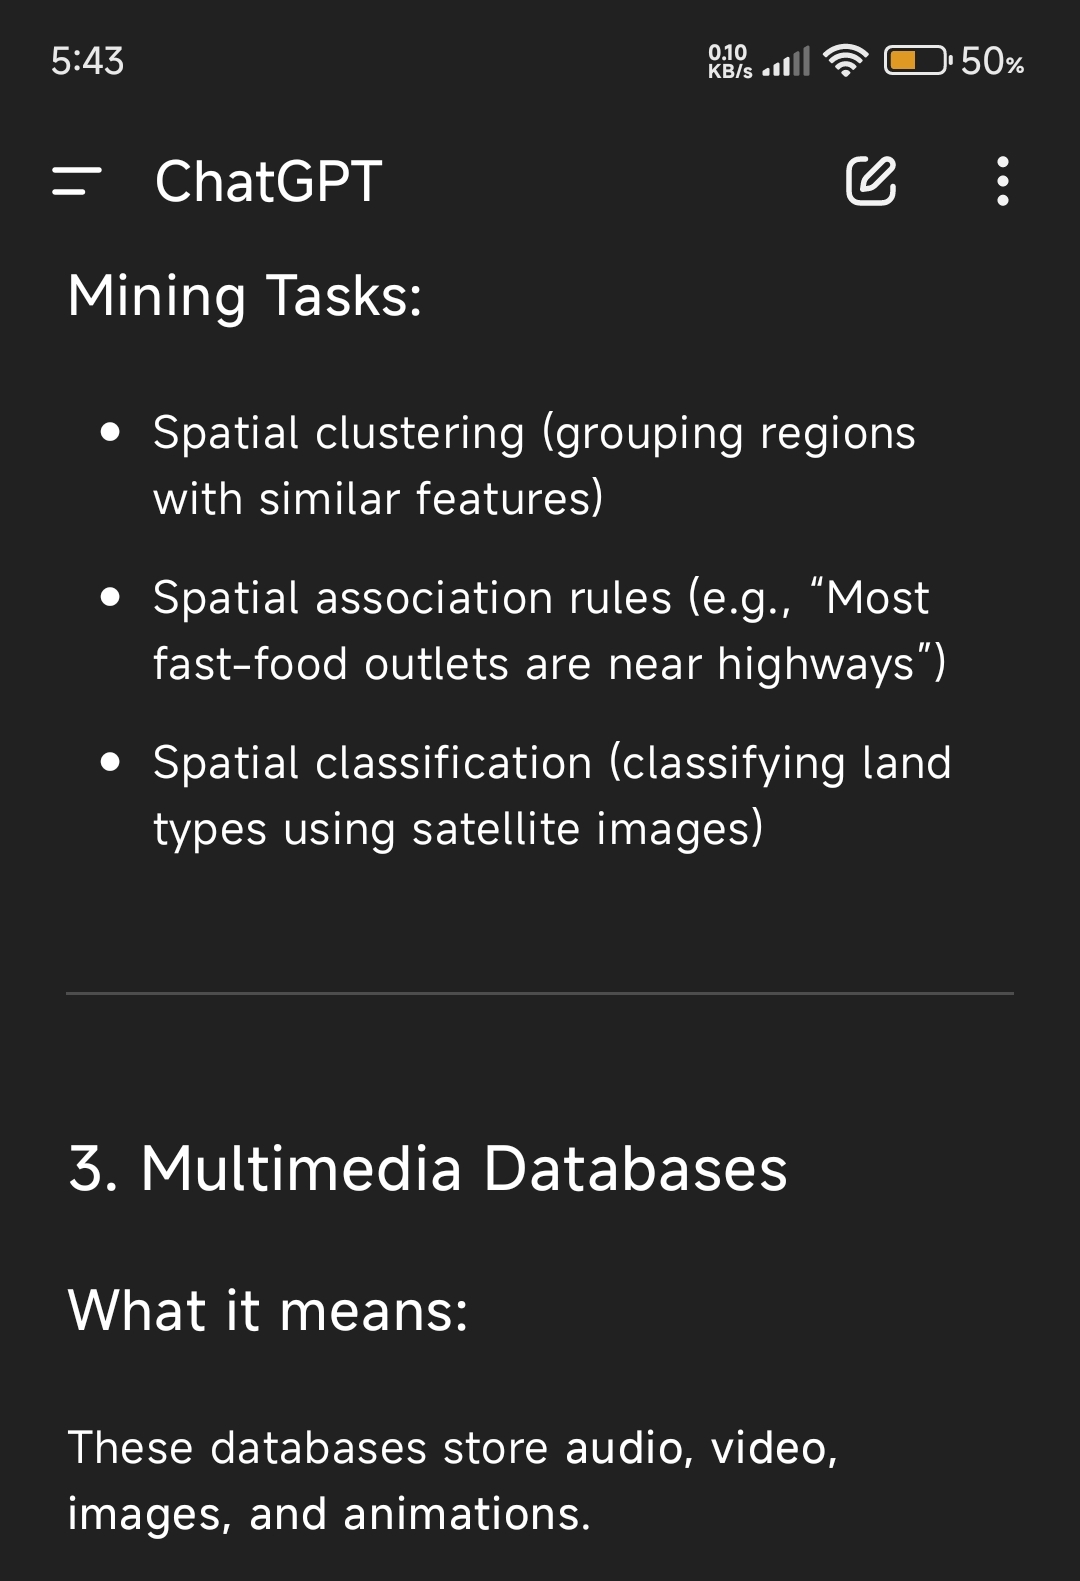 5:43
0.10
KB/s
50%
ChatGPT
Mining Tasks:
• Spatial clustering (grouping regions
with similar features)
• Spatial association rules (e.g., “Most
fast-food outlets are near highways”)
• Spatial classification (classifying land
types using satellite images)
3. Multimedia Databases
What it means:
These databases store audio, video,
images, and animations.